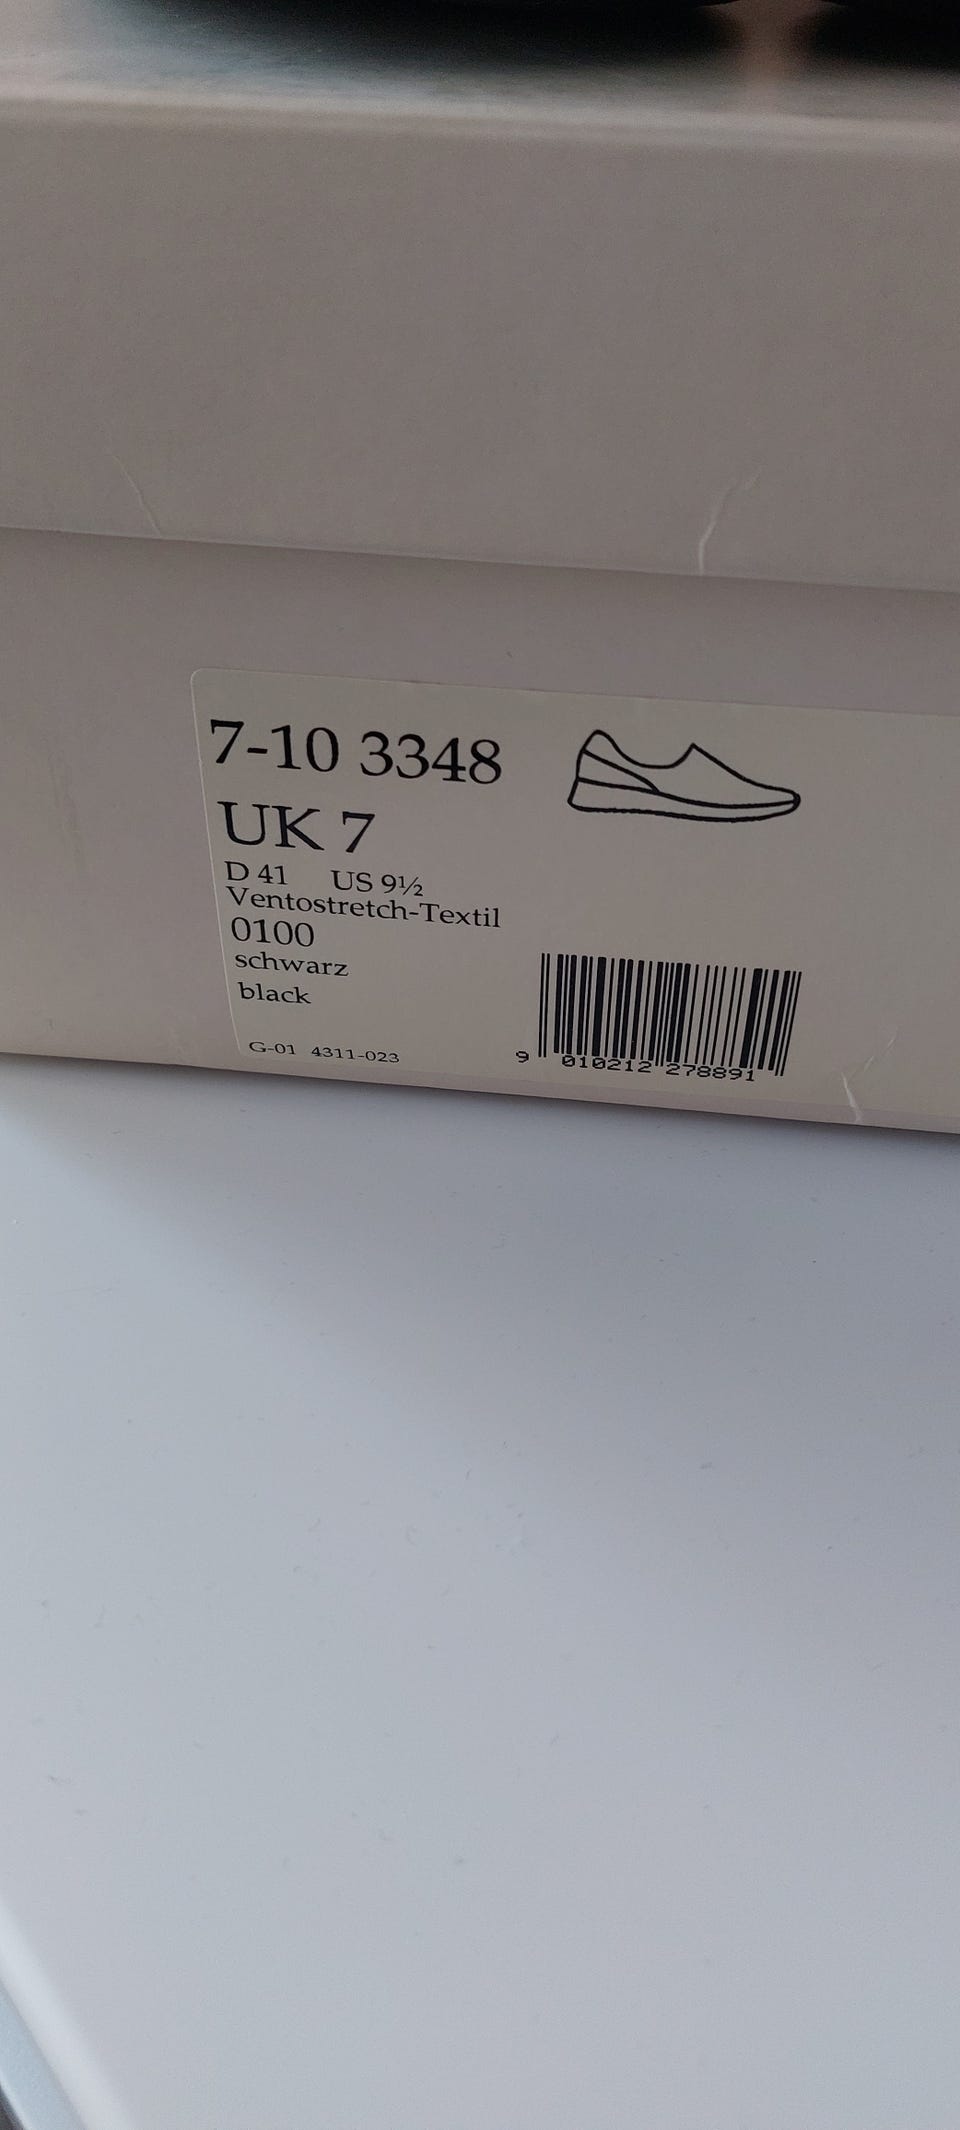 7-10 3348
UK 7
D 41 US 9½
Ventostretch-Textil
0100
schwarz
black
G-01 4311-023
9 010212 278891